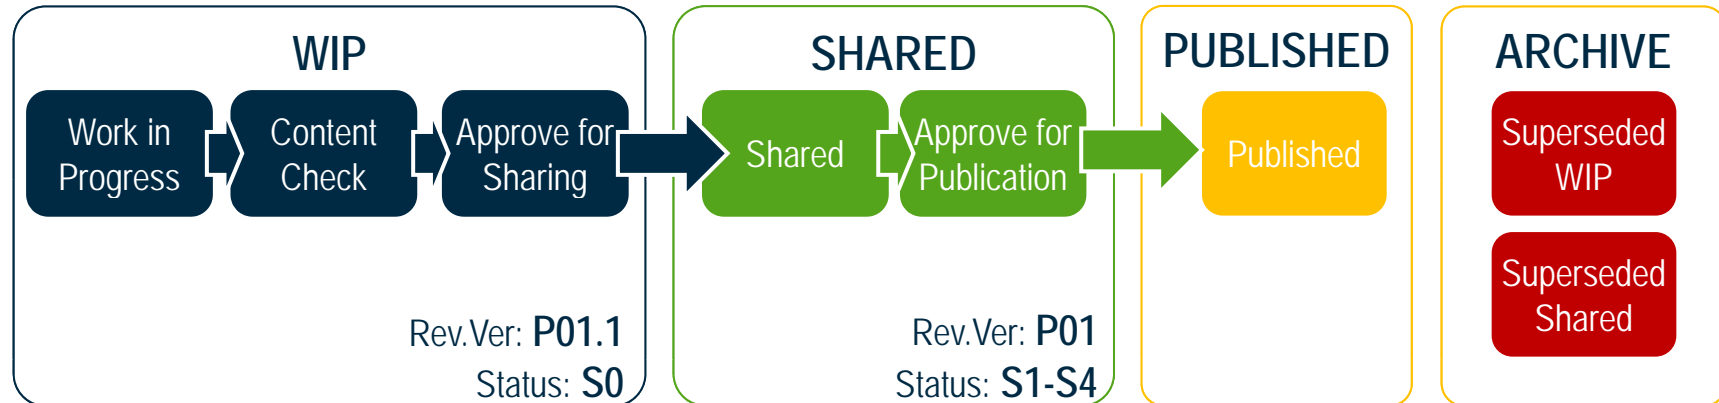 WIP
Work in
Progress
Content
Check
Approve for
Sharing
Rev.Ver: P01.1
Status: S0
SHARED
Shared
Approve for
Publication
Rev.Ver: P01
Status: S1-S4
PUBLISHED
Published
ARCHIVE
Superseded
WIP
Superseded
Shared